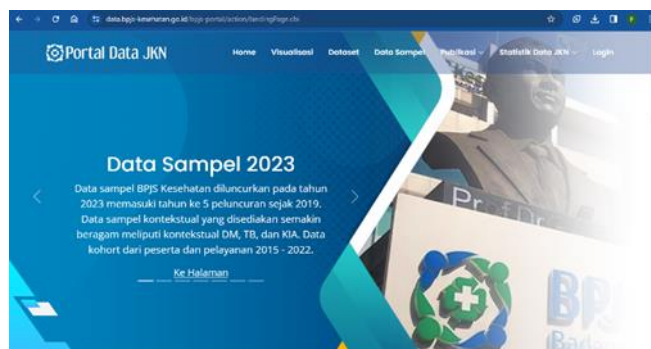 data.bpjs-kesehatan.go.id/bpjs-portal/action/landingPage.cbi
Portal Data JKN
Home Visualisasi Dataset Data Sampel Publikasi Statistik Data JKN Login
Data Sampel 2023
Data sampel BPJS Kesehatan diluncurkan pada tahun
2023 memasuki tahun ke 5 peluncuran sejak 2019.
Data sampel kontekstual yang disediakan semakin
beragam meliputi kontekstual DM, TB, dan KIA. Data
kohort dari peserta dan pelayanan 2015 - 2022.
Ke Halaman
Prof Dr
BPJS
Badan